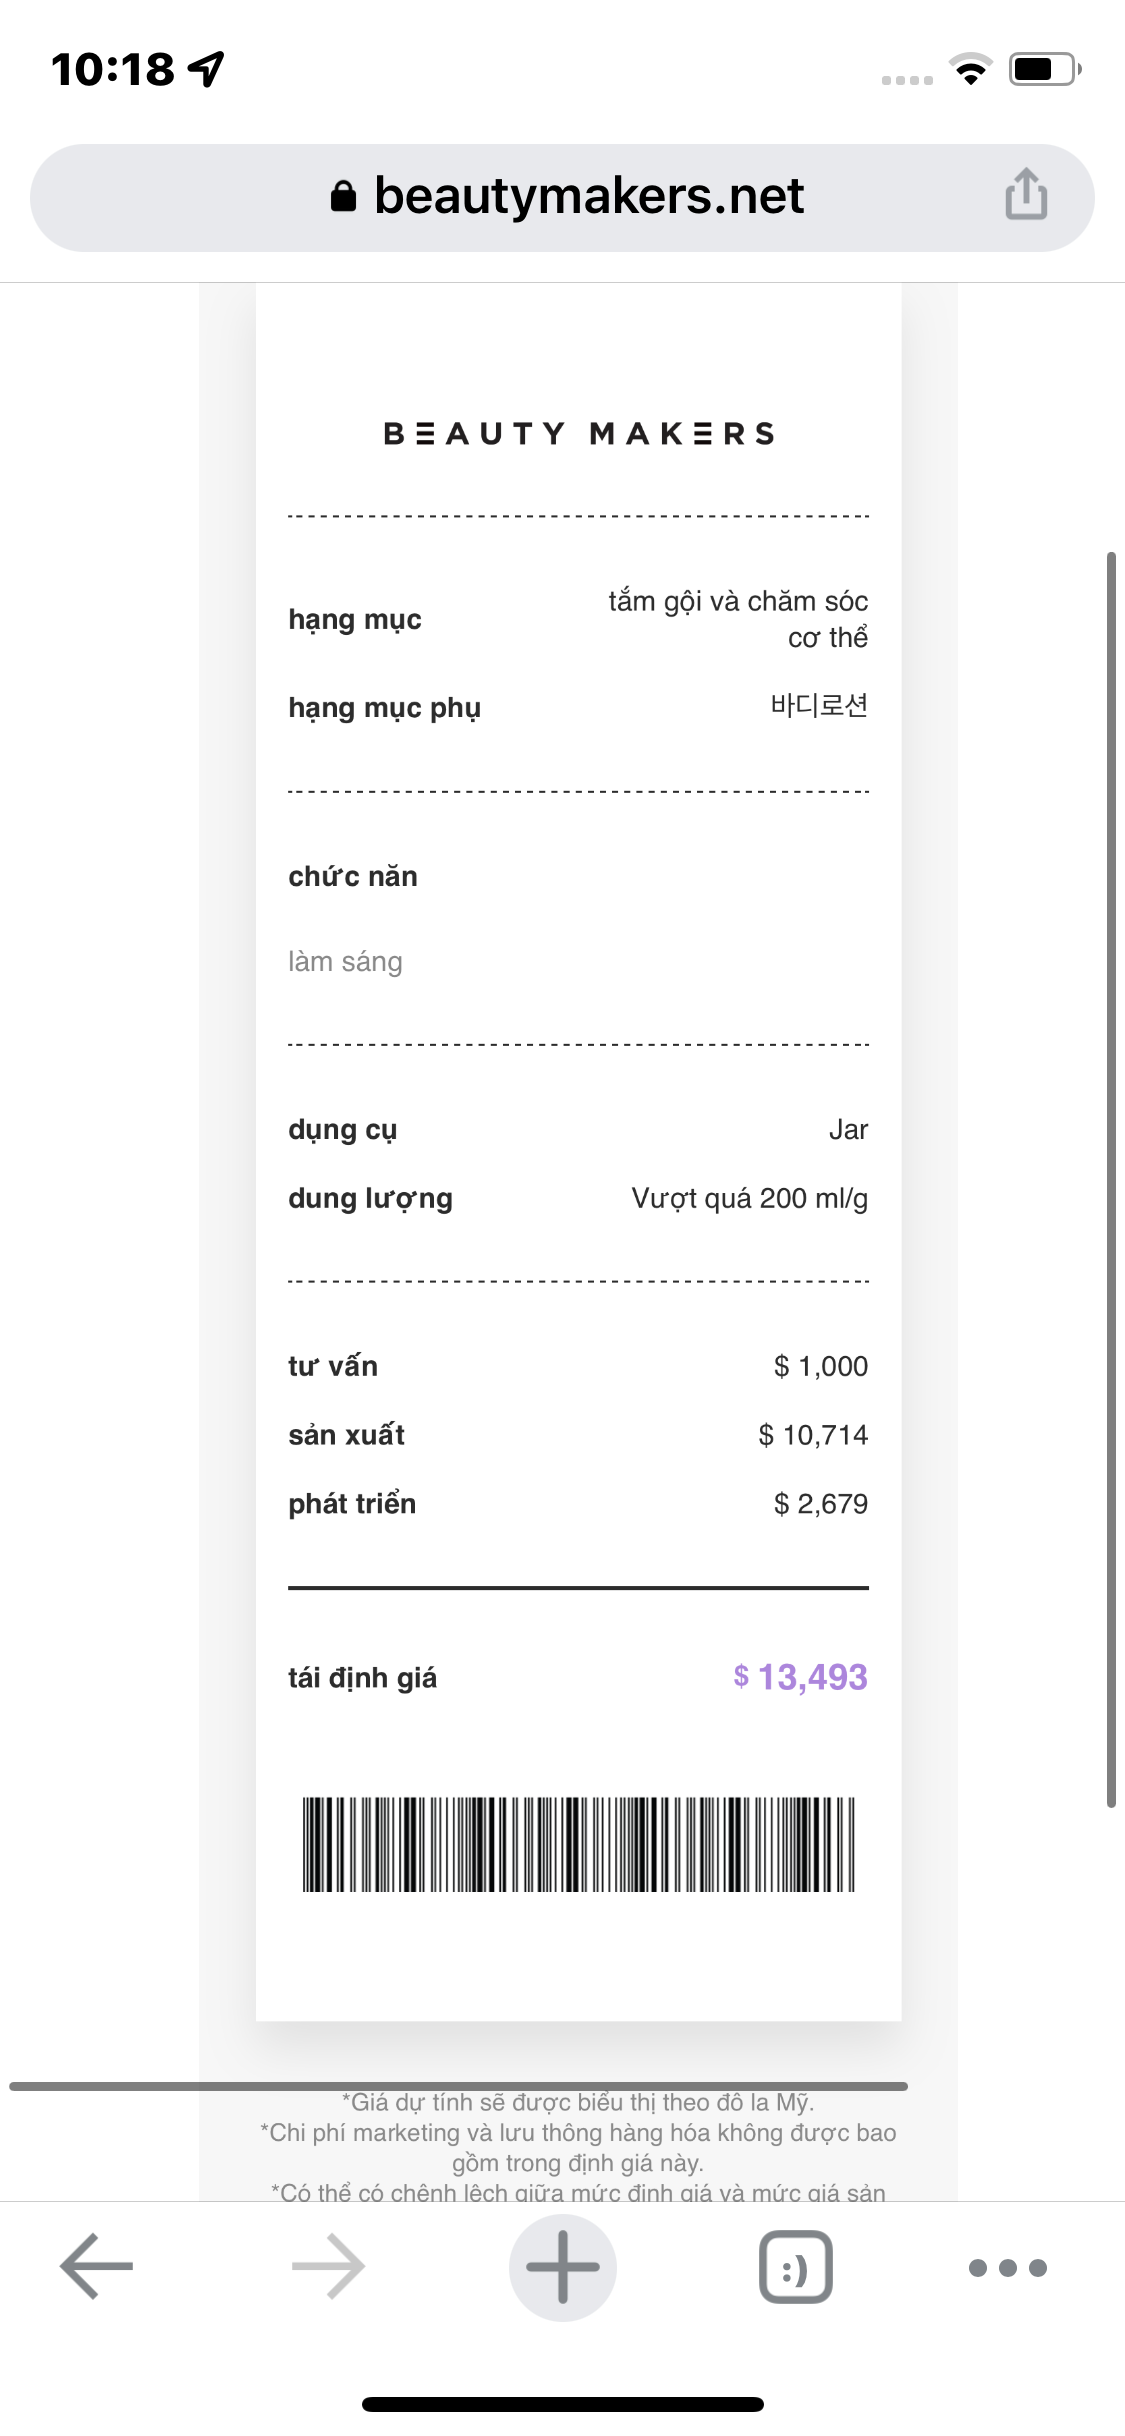 10:18
beautymakers.net
BEAUTY MAKERS
hạng mục
tắm gội và chăm sóc
cơ thể
hạng mục phụ
바디로션
chức năn
làm sáng
dụng cụ
Jar
dung lượng
Vượt quá 200 ml/g
tư vấn
$ 1,000
sản xuất
$ 10,714
phát triển
$ 2,679
tái định giá
$ 13,493
*Giá dự tính sẽ được biểu thị theo đô la Mỹ.
*Chi phí marketing và lưu thông hàng hóa không được bao
gồm trong định giá này.
*Có thể có chênh lệch giữa mức định giá và mức giá sản
:)